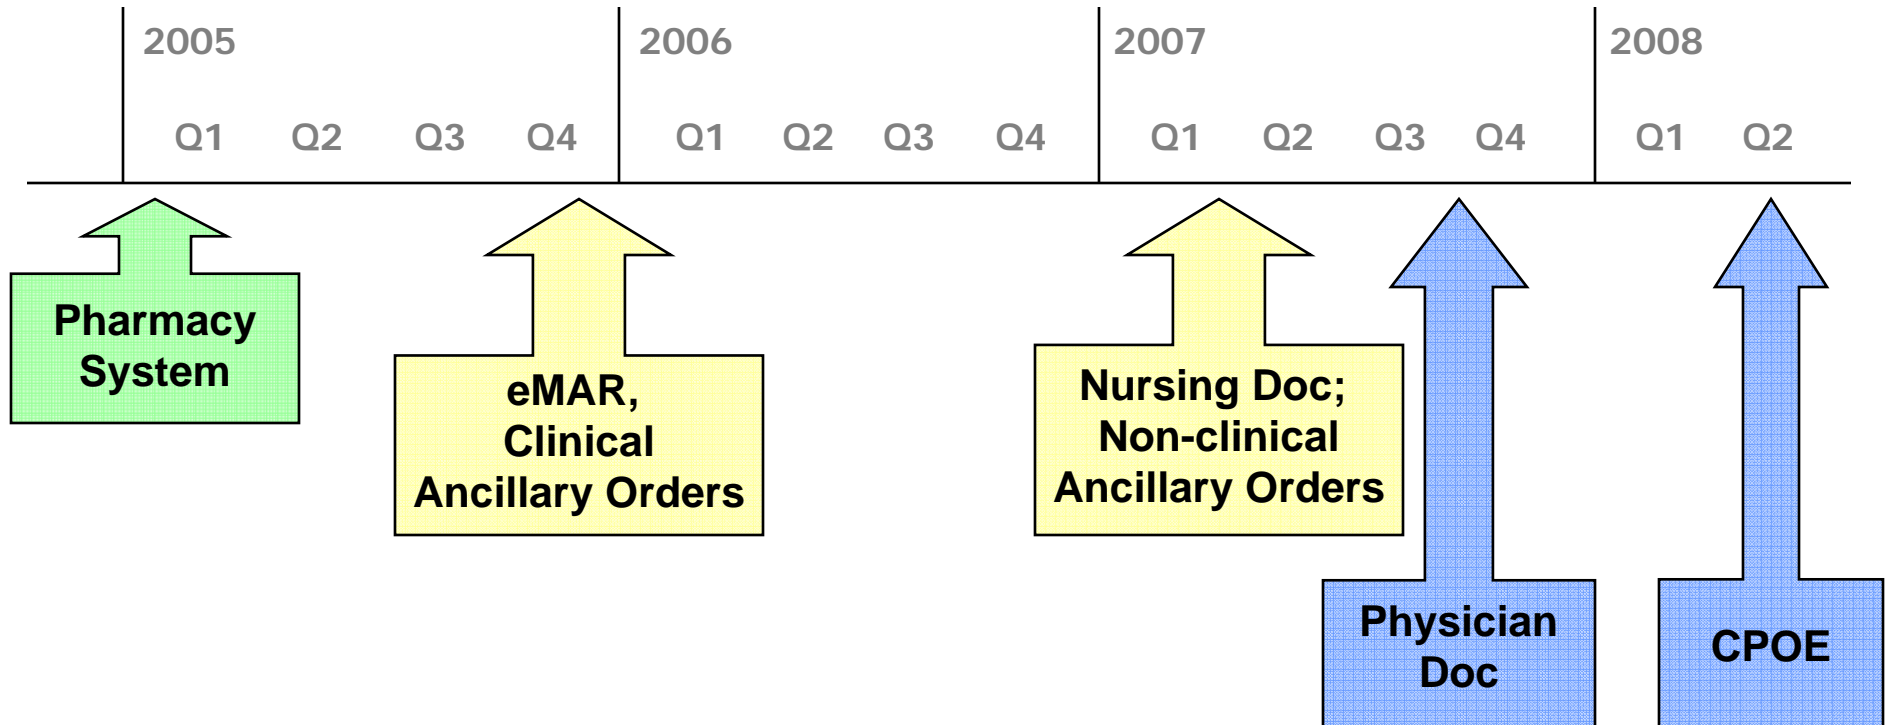 2005
2006
2007
2008
Q1 Q2 Q3 Q4 Q1 Q2 Q3 Q4 Q1 Q2 Q3 Q4 Q1 Q2
Pharmacy
System
eMAR,
Clinical
Ancillary Orders
Nursing Doc;
Non-clinical
Ancillary Orders
Physician
Doc
CPOE